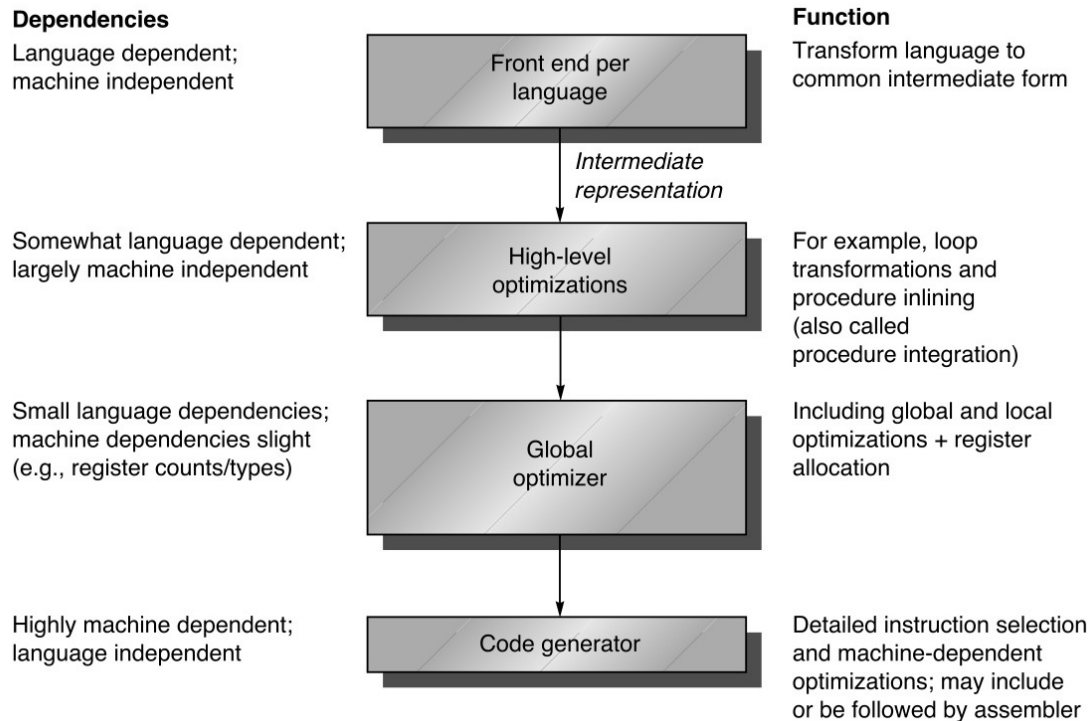 Dependencies
Function
Language dependent;
machine independent
Front end per
language
Transform language to
common intermediate form
Intermediate
representation
Somewhat language dependent;
largely machine independent
High-level
optimizations
For example, loop
transformations and
procedure inlining
(also called
procedure integration)
Small language dependencies;
machine dependencies slight
(e.g., register counts/types)
Global
optimizer
Including global and local
optimizations + register
allocation
Highly machine dependent;
language independent
Code generator
Detailed instruction selection
and machine-dependent
optimizations; may include
or be followed by assembler